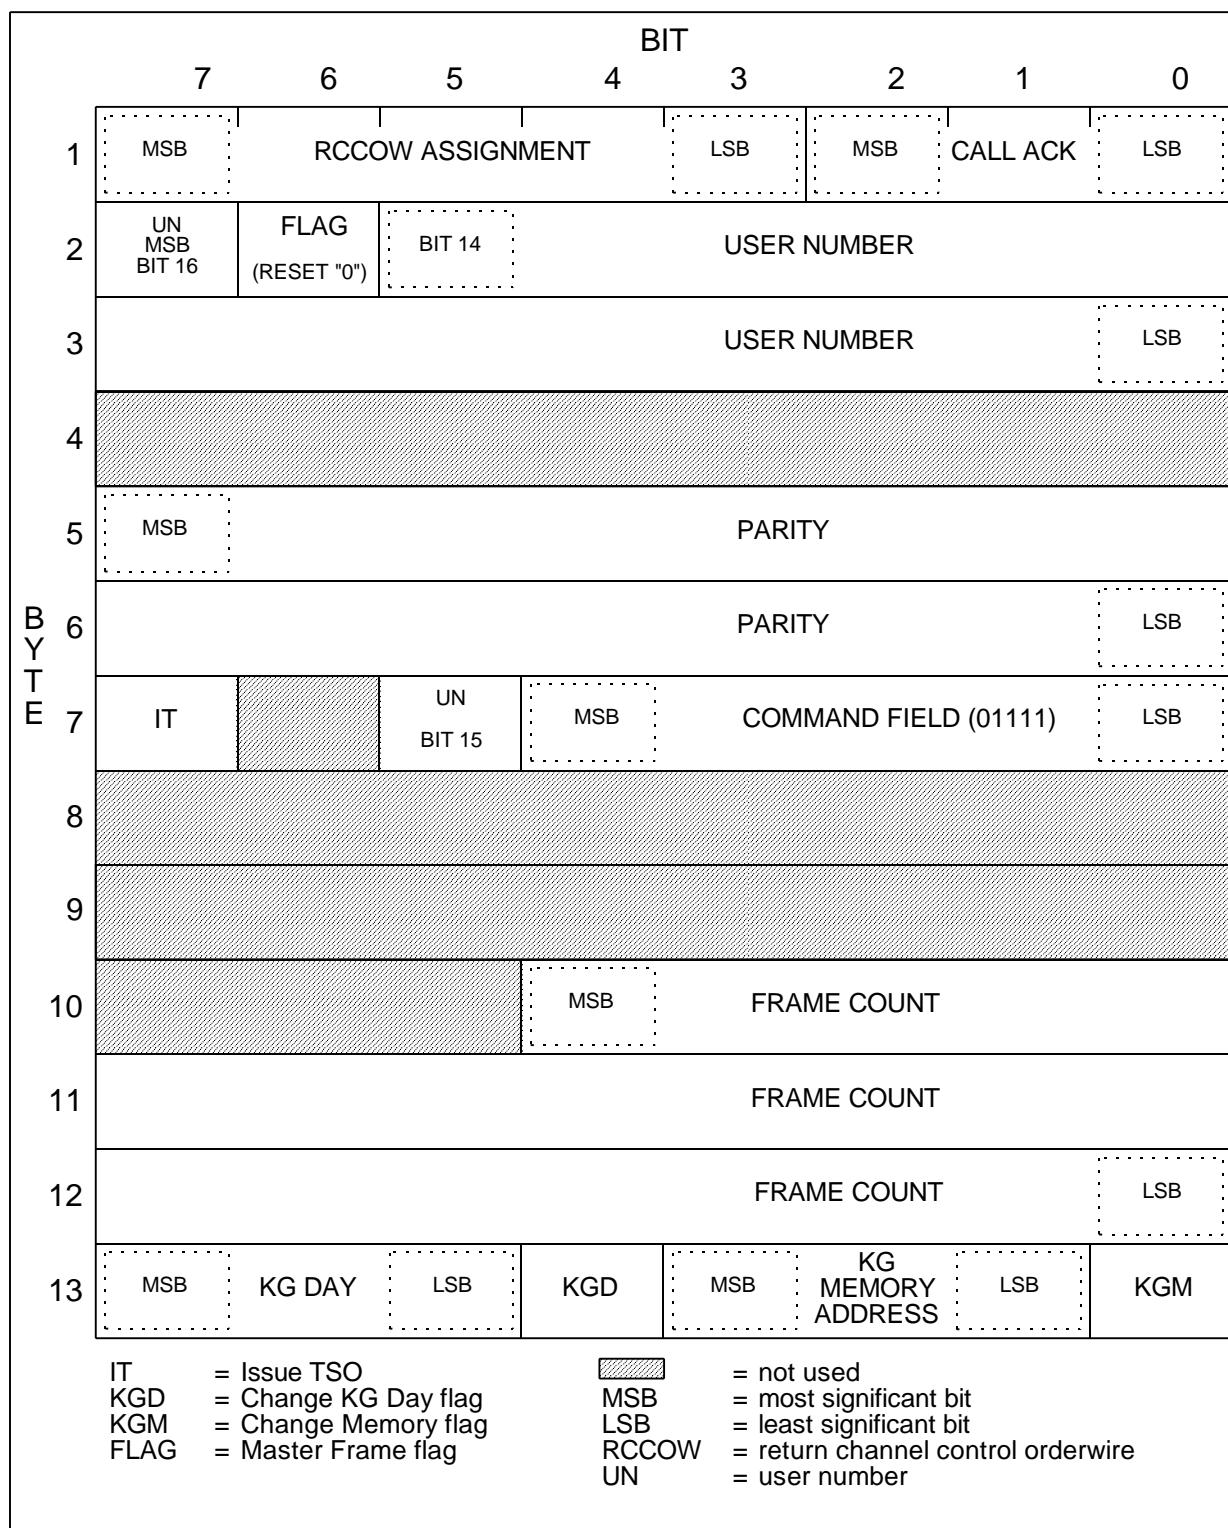 BIT
7 6 5 4 3 2 1 0
1 MSB RCCOW ASSIGNMENT LSB MSB CALL ACK LSB
2 UN MSB BIT 16 FLAG (RESET "0") BIT 14 USER NUMBER
3 USER NUMBER LSB
4
5 MSB PARITY
BYTE
6 PARITY LSB
7 IT UN BIT 15 MSB COMMAND FIELD (01111) LSB
8
9
10 MSB FRAME COUNT
11 FRAME COUNT
12 FRAME COUNT LSB
13 MSB KG DAY LSB KGD MSB KG MEMORY ADDRESS LSB KGM
IT = Issue TSO
KGD = Change KG Day flag
KGM = Change Memory flag
FLAG = Master Frame flag
= not used
MSB = most significant bit
LSB = least significant bit
RCCOW = return channel control orderwire
UN = user number